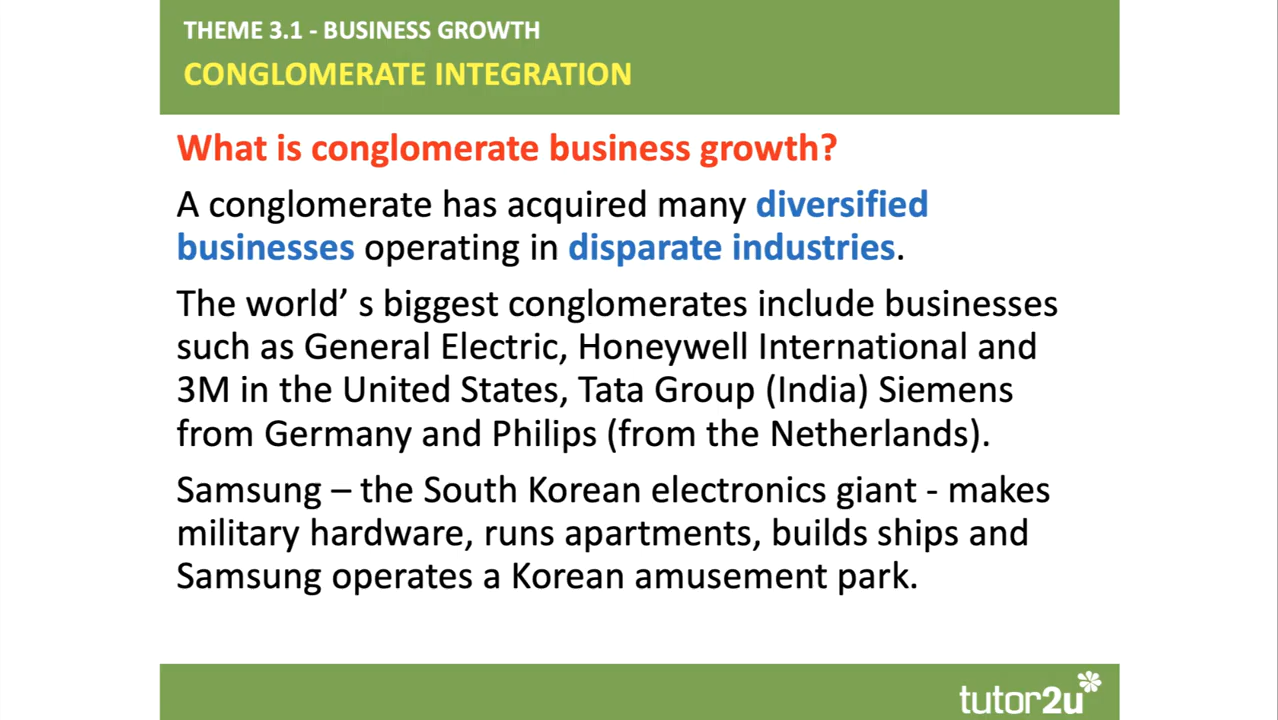 THEME 3.1 - BUSINESS GROWTH
CONGLOMERATE INTEGRATION
What is conglomerate business growth?
A conglomerate has acquired many diversified
businesses operating in disparate industries.
The world’ s biggest conglomerates include businesses
such as General Electric, Honeywell International and
3M in the United States, Tata Group (India) Siemens
from Germany and Philips (from the Netherlands).
Samsung – the South Korean electronics giant - makes
military hardware, runs apartments, builds ships and
Samsung operates a Korean amusement park.
tutor2u